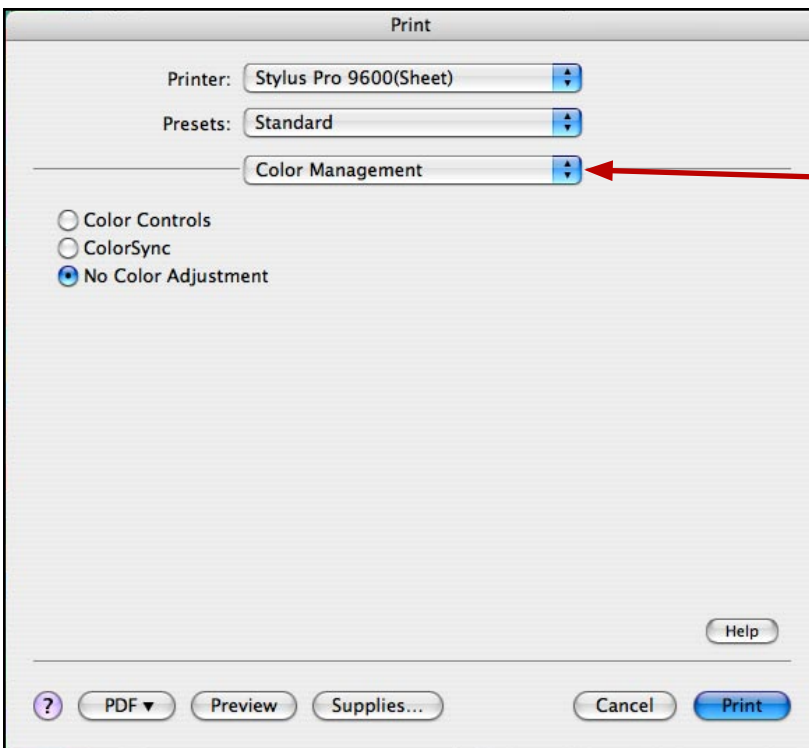 Print
Printer: Stylus Pro 9600(Sheet)
Presets: Standard
Color Management
Color Controls
ColorSync
No Color Adjustment
Help
? PDF▼ Preview Supplies... Cancel Print